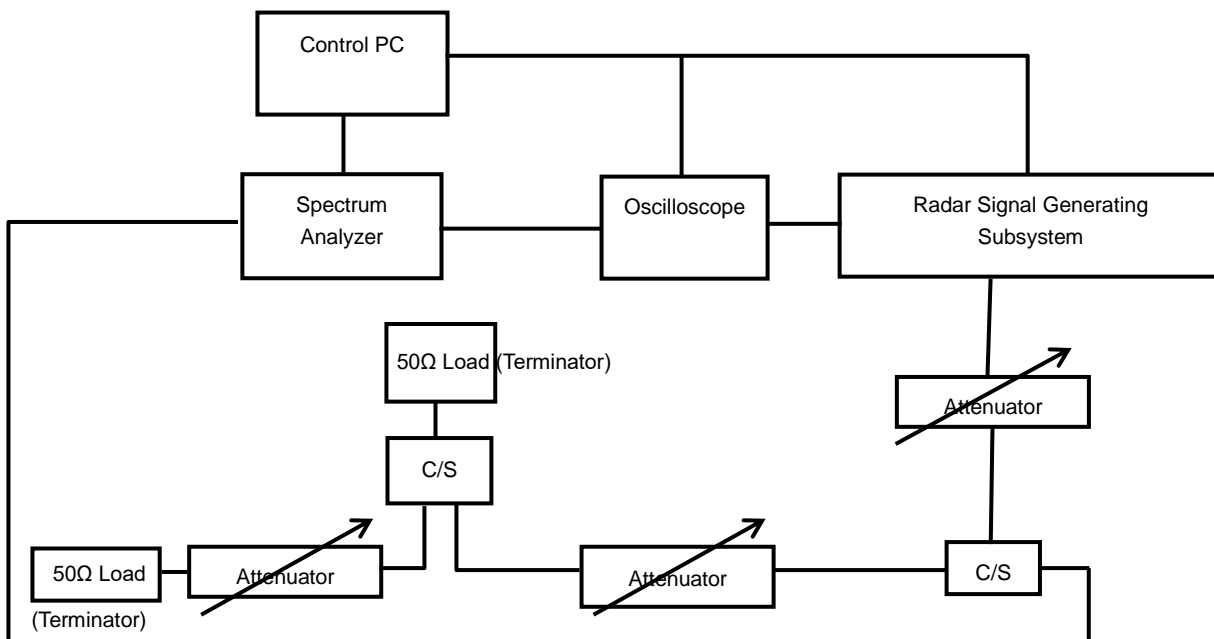 Control PC
Spectrum
Analyzer
Oscilloscope
Radar Signal Generating
Subsystem
50Ω Load (Terminator)
Attenuator
C/S
50Ω Load
(Terminator)
Attenuator
Attenuator
C/S